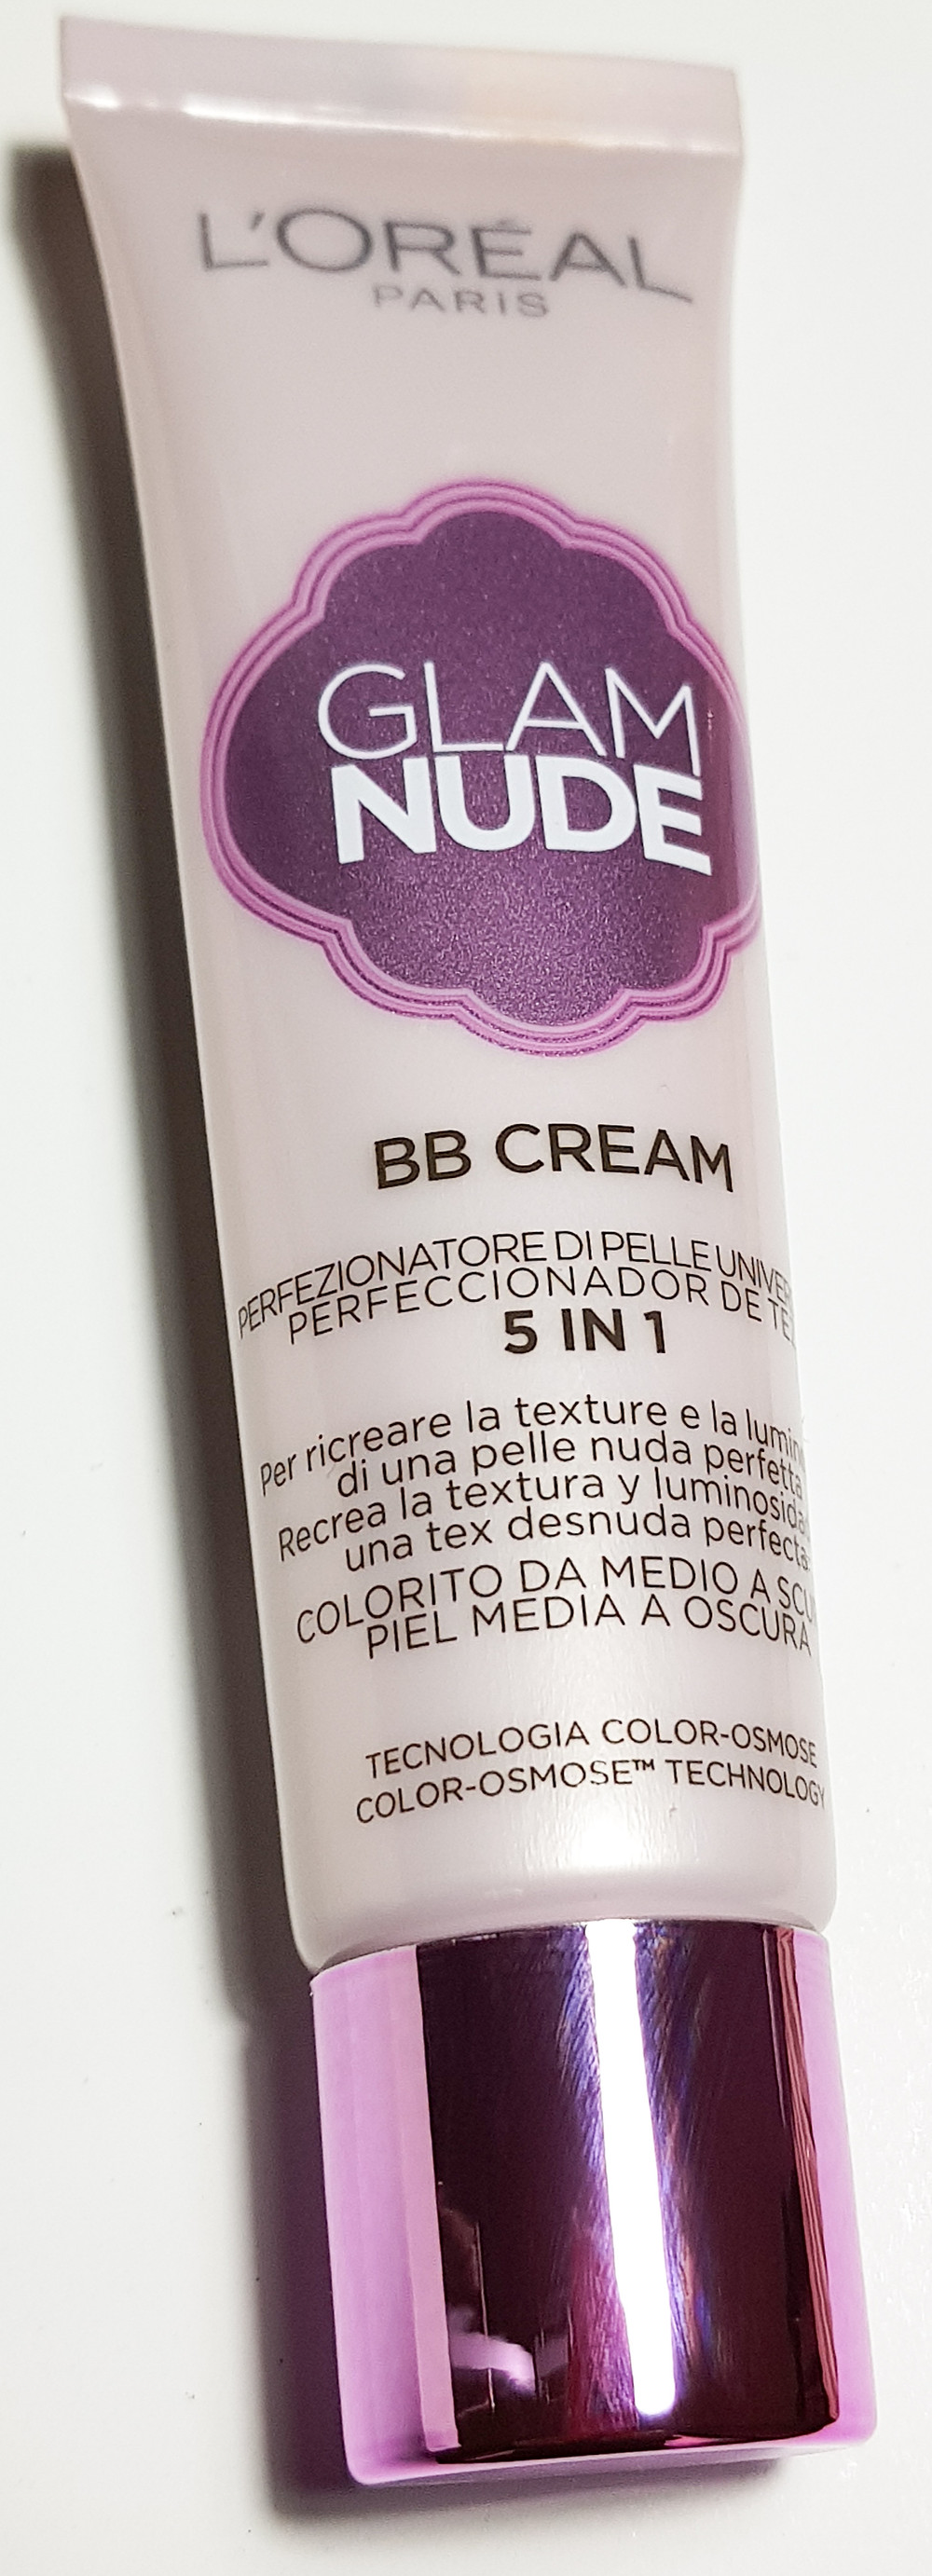 L'ORÉAL
PARIS
GLAM
NUDE
BB CREAM
PERFEZIONATORE DI PELLE
PERFECCIONADOR DE
5 IN 1
Per ricreare la texture e la
di una pelle nuda perfetta
Recrea la textura y
una tex desnuda perfecta
COLORITO DA MEDIO A
PIEL MEDIA A OSCURA
TECNOLOGIA COLOR-OSMOSE
COLOR-OSMOSE™ TECHNOLOGY